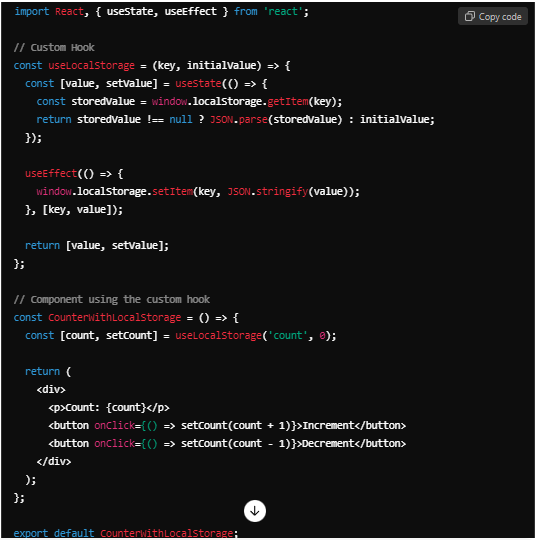 import React, { useState, useEffect } from 'react';
Copy code
// Custom Hook
const useLocalStorage = (key, initialValue) => {
  const [value, setValue] = useState(() => {
    const storedValue = window.localStorage.getItem(key);
    return storedValue !== null ? JSON.parse(storedValue) : initialValue;
  });

  useEffect(() => {
    window.localStorage.setItem(key, JSON.stringify(value));
  }, [key, value]);

  return [value, setValue];
};

// Component using the custom hook
const CounterWithLocalStorage = () => {
  const [count, setCount] = useLocalStorage('count', 0);

  return (
    <div>
      <p>Count: {count}</p>
      <button onClick={() => setCount(count + 1)}>Increment</button>
      <button onClick={() => setCount(count - 1)}>Decrement</button>
    </div>
  );
};

export default CounterWithLocalStorage;